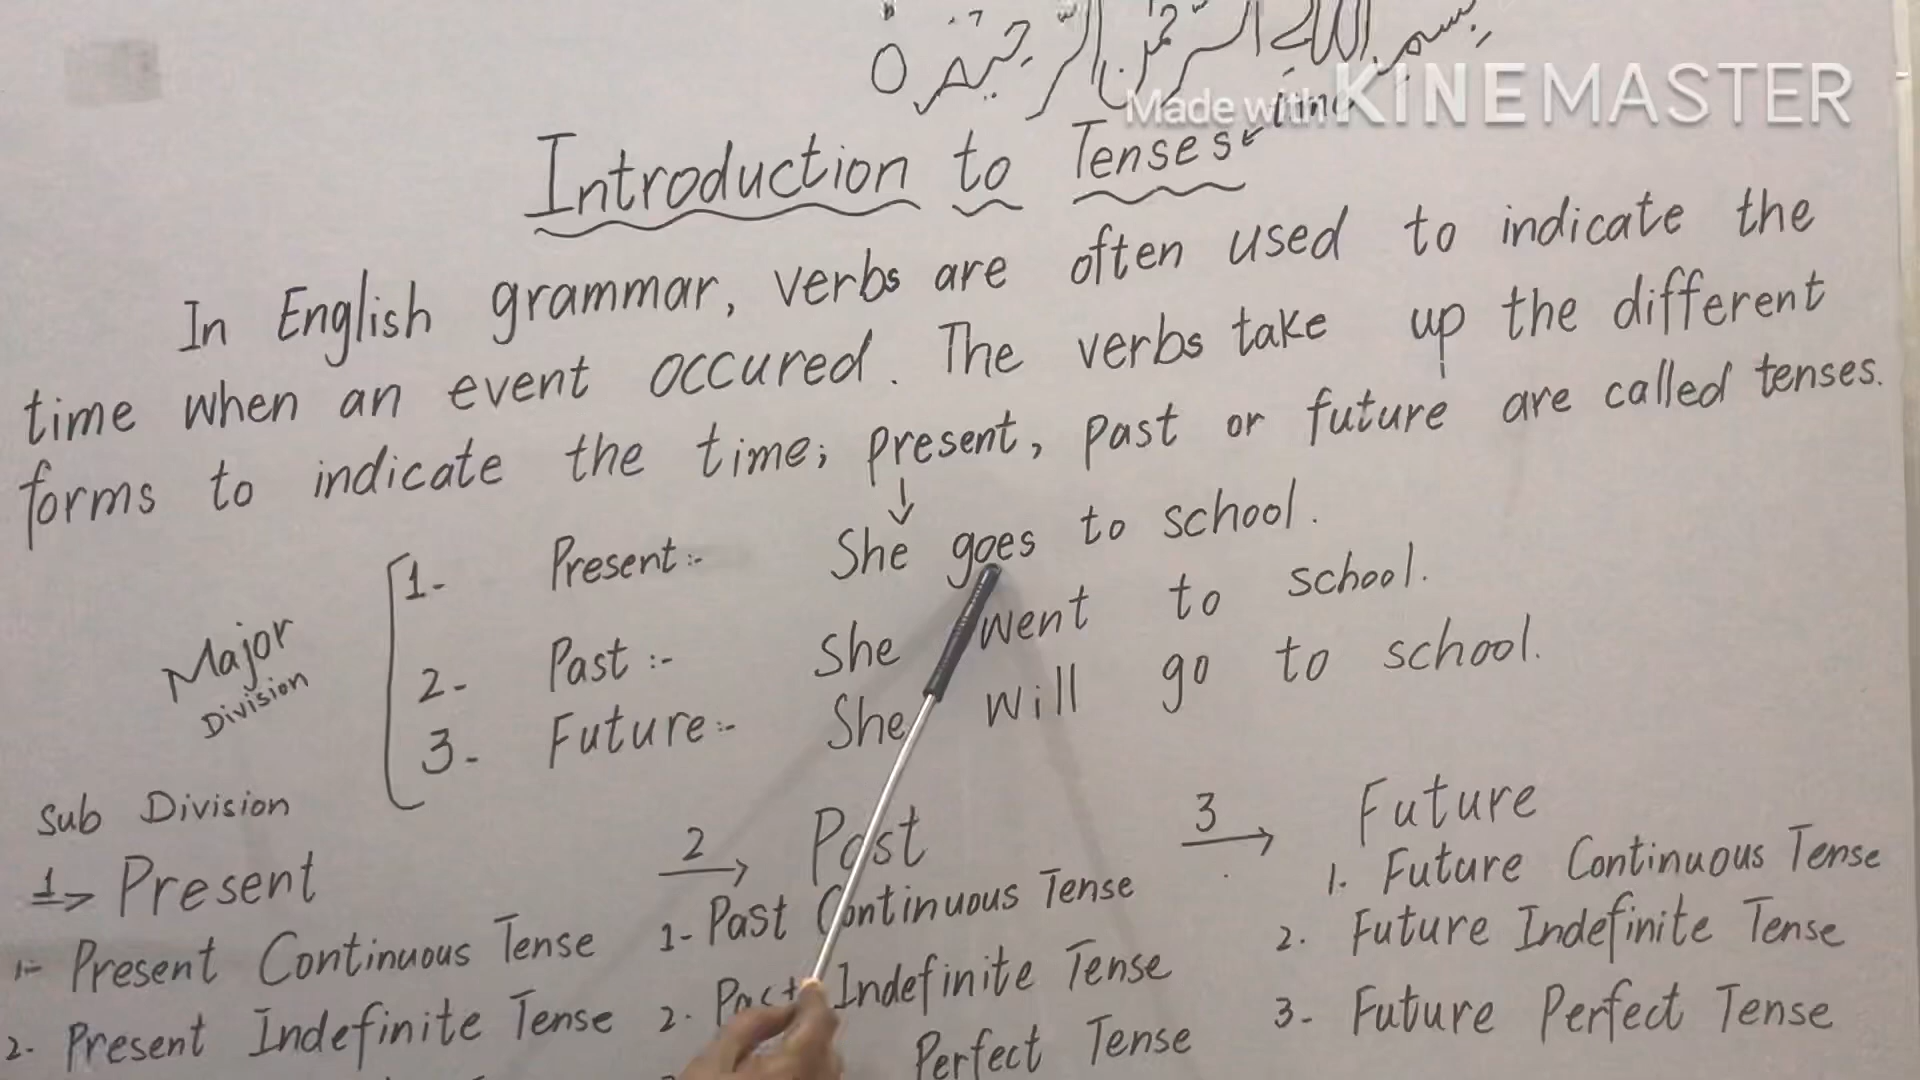 بسم اللہ الرحمن الرحیم
Made with KINEMASTER
Introduction to Tenses
In English grammar, verbs are often used to indicate the
time when an event occured. The verbs take up the different
forms to indicate the time; present, past or future are called tenses.
Major
Division
1- Present:- She goes to school.
2- Past:- She went to school.
3- Future:- She will go to school.
Sub Division
1 Present
1- Present Continuous Tense
2- Present Indefinite Tense
2 Past
1- Past Continuous Tense
2. Past Indefinite Tense
Perfect Tense
3 Future
1. Future Continuous Tense
2. Future Indefinite Tense
3- Future Perfect Tense